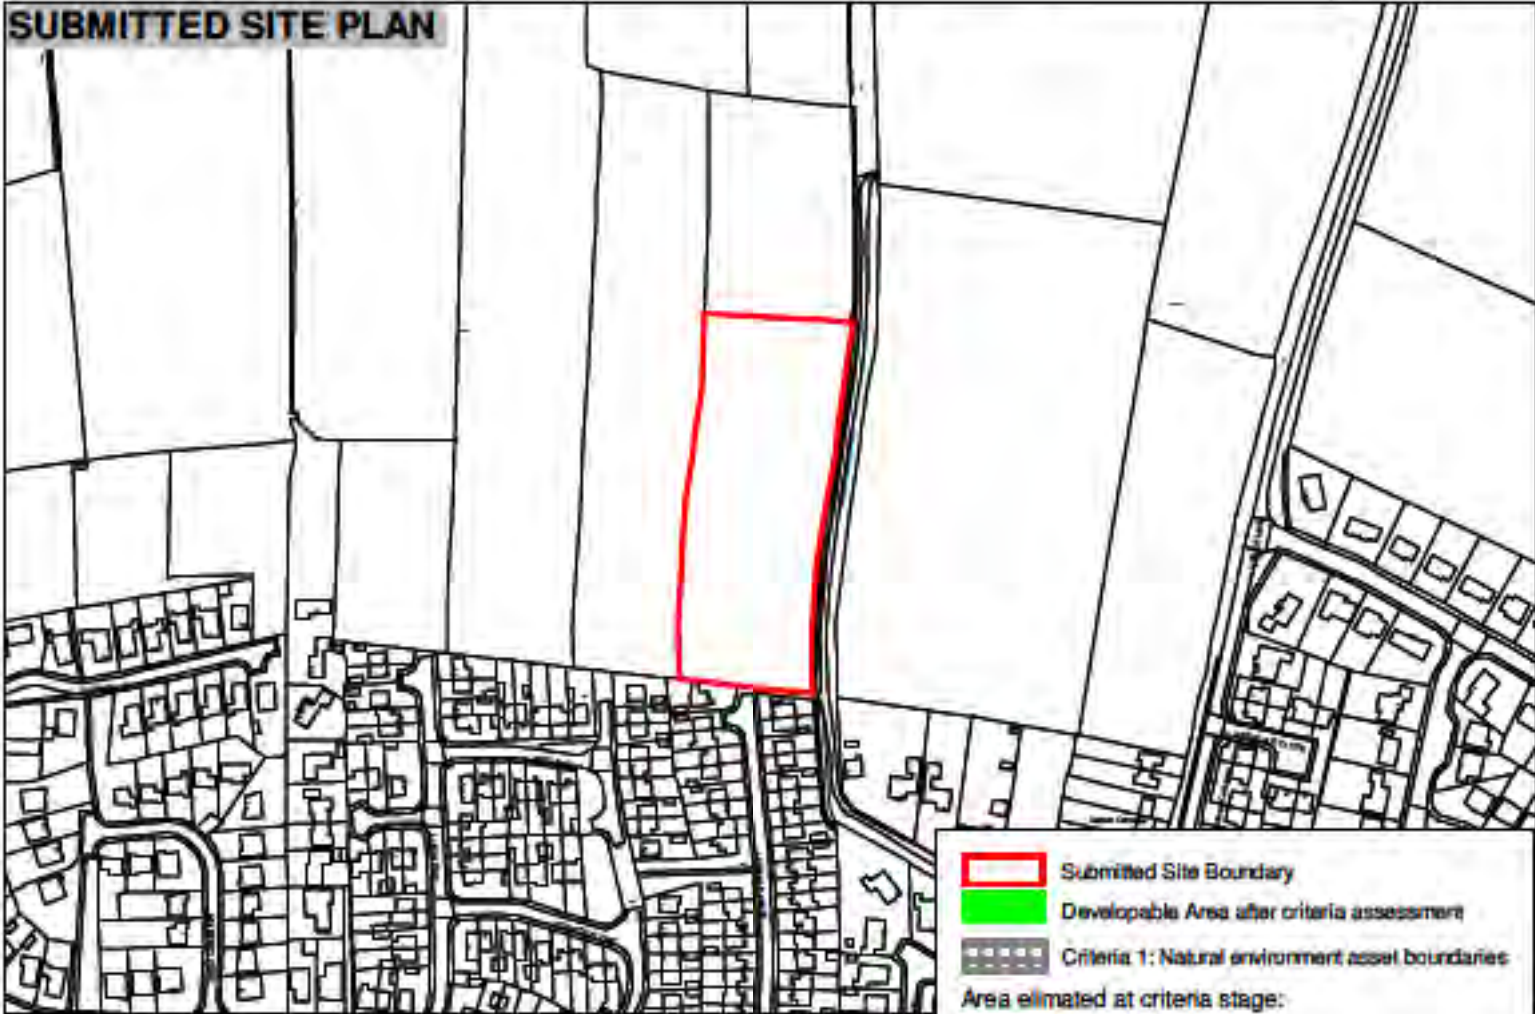 SUBMITTED SITE PLAN
Submitted Site Boundary
Developable Area after criteria assessment
Criteria 1: Natural environment asset boundaries
Area elimated at criteria stage: